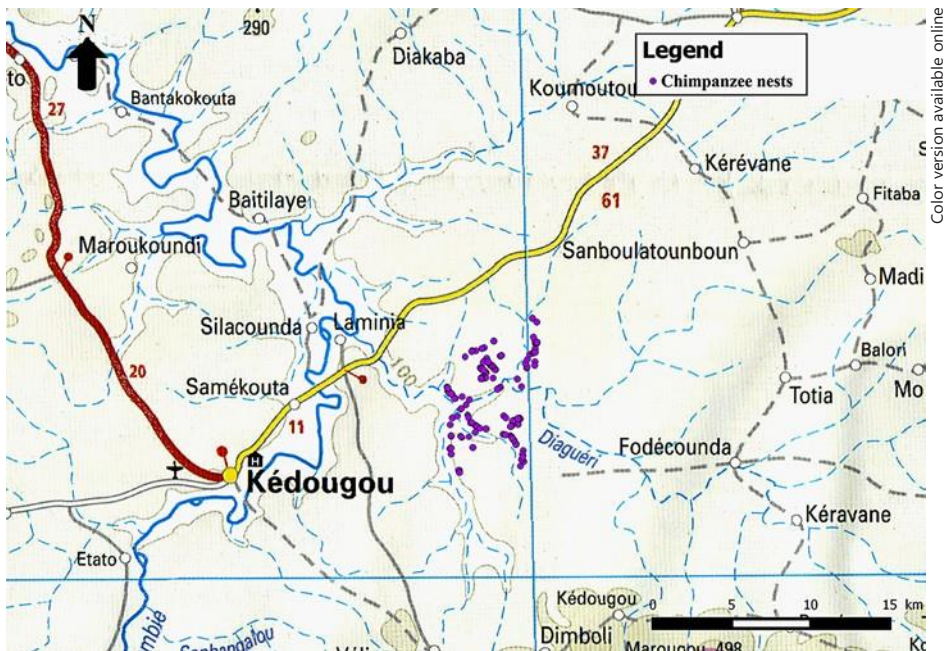 N
290
Diakaba
Legend
Chimpanzee nests
Color version available online
to
27
Bantakokouta
Koumoutou
37
61
Kérévane
Fitaba
Baitilaye
Maroukoundi
Sanboulatounboun
Madi
Silacounda
Laminia
100
Balori
Mo
20
Samékouta
11
Totia
Diaguéri
Fodécounda
Kédougou
Kéravane
Etato
Kédougou
0 5 10 15 km
Dimboli
Marougou 498